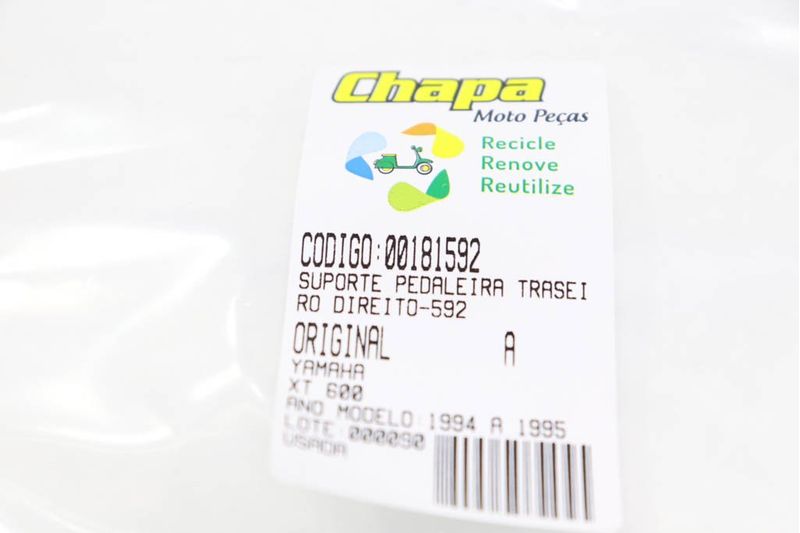 Chapa
Moto Peças
Recicle
Renove
Reutilize
CODIGO:00181592
SUPORTE PEDALEIRA TRASEI
RO DIREITO-592
ORIGINAL A
YAMAHA
XT 600
ANO MODELO:1994 A 1995
LOTE:000090
USADA